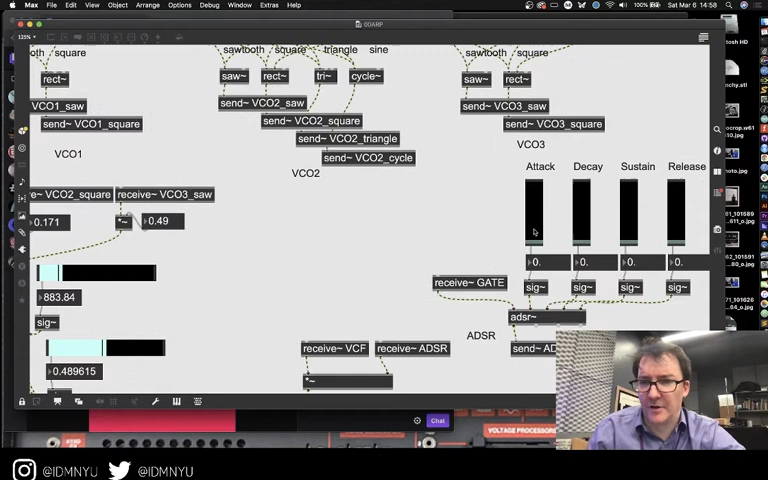 Max File Edit View Object Arrange Options Debug Window Extras Help 100% Sat Mar 6 14:58
00ARP
125%
oth square sawtooth square triangle sine sawtooth square
rect~ saw~ rect~ tri~ cycle~ saw~ rect~
VCO1_saw send~ VCO2_saw send~ VCO3_saw
send~ VCO1_square send~ VCO2_square send~ VCO3_square
send~ VCO2_triangle
send~ VCO2_cycle
VCO1 VCO2 VCO3
Attack Decay Sustain Release
e~ VCO2_square receive~ VCO3_saw
0.171 *~ 0.49
0. 0. 0. 0.
883.84
receive~ GATE sig~ sig~ sig~ sig~
sig~
adsr~
ADSR
receive~ VCF receive~ ADSR send~ AD
0.489615
*~
Chat
VOLTAGE PROCESSORS
@IDMNYU @IDMNYU